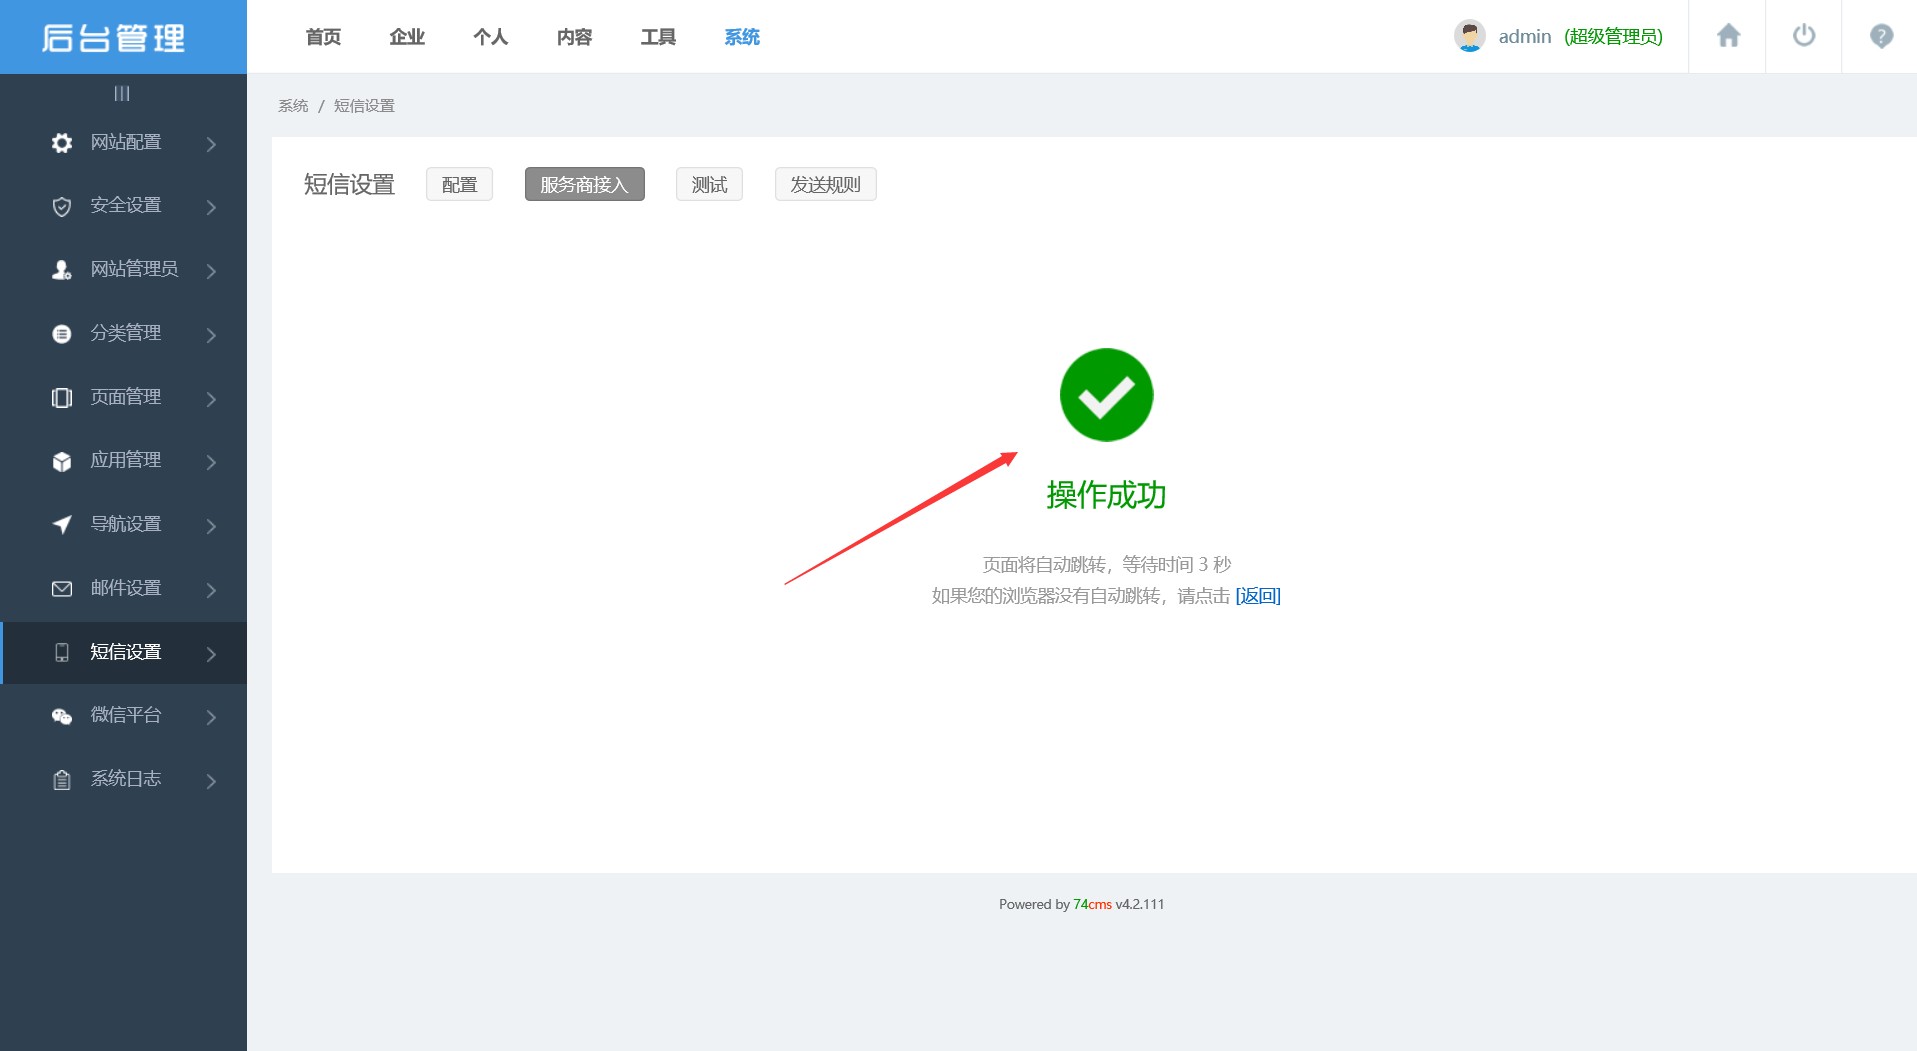 后台管理
首页 企业 个人 内容 工具 系统
admin (超级管理员)
系统 / 短信设置
网站配置
安全设置
网站管理员
分类管理
页面管理
应用管理
导航设置
邮件设置
短信设置
微信平台
系统日志
短信设置 配置 服务商接入 测试 发送规则
操作成功
页面将自动跳转，等待时间 3 秒
如果您的浏览器没有自动跳转，请点击 [返回]
Powered by 74cms v4.2.111